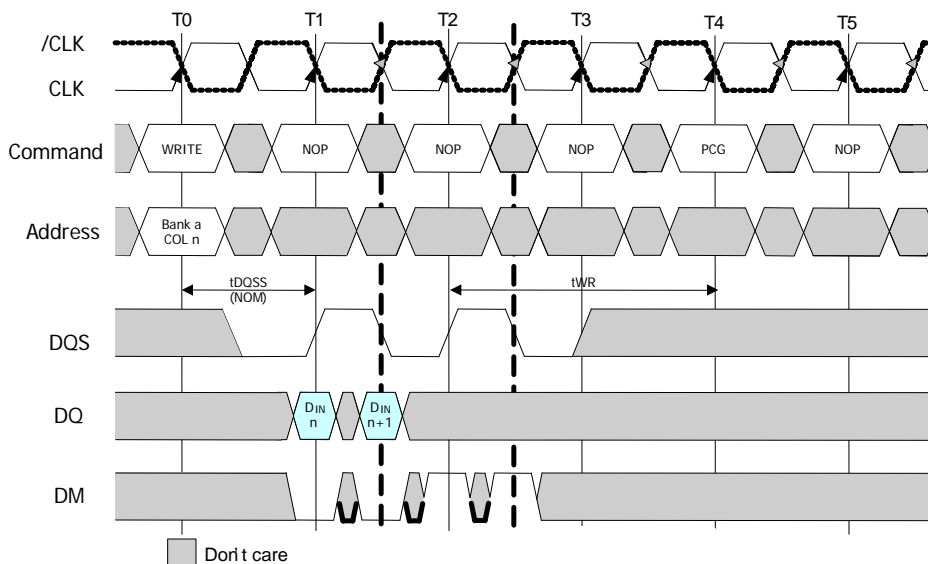 T0 T1 T2 T3 T4 T5
/CLK
CLK
Command WRITE NOP NOP NOP PCG NOP
Address Bank a
COL n
tDQSS
(NOM)
tWR
DQS
DQ DIN
n
DIN
n+1
DM
Don't care